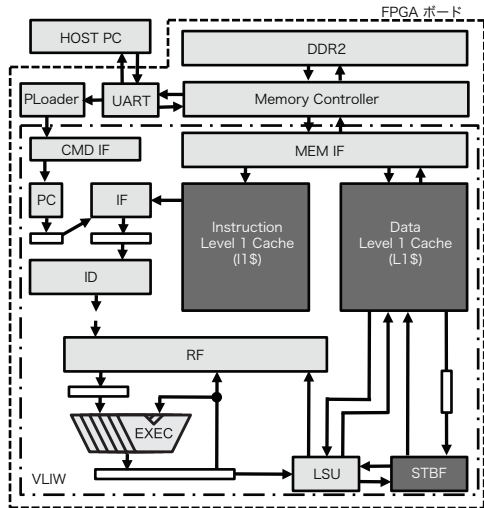 FPGA ボード
HOST PC
DDR2
PLoader
UART
Memory Controller
CMD IF
MEM IF
PC
IF
Instruction
Level 1 Cache
(I1$)
Data
Level 1 Cache
(L1$)
ID
RF
EXEC
LSU
STBF
VLIW